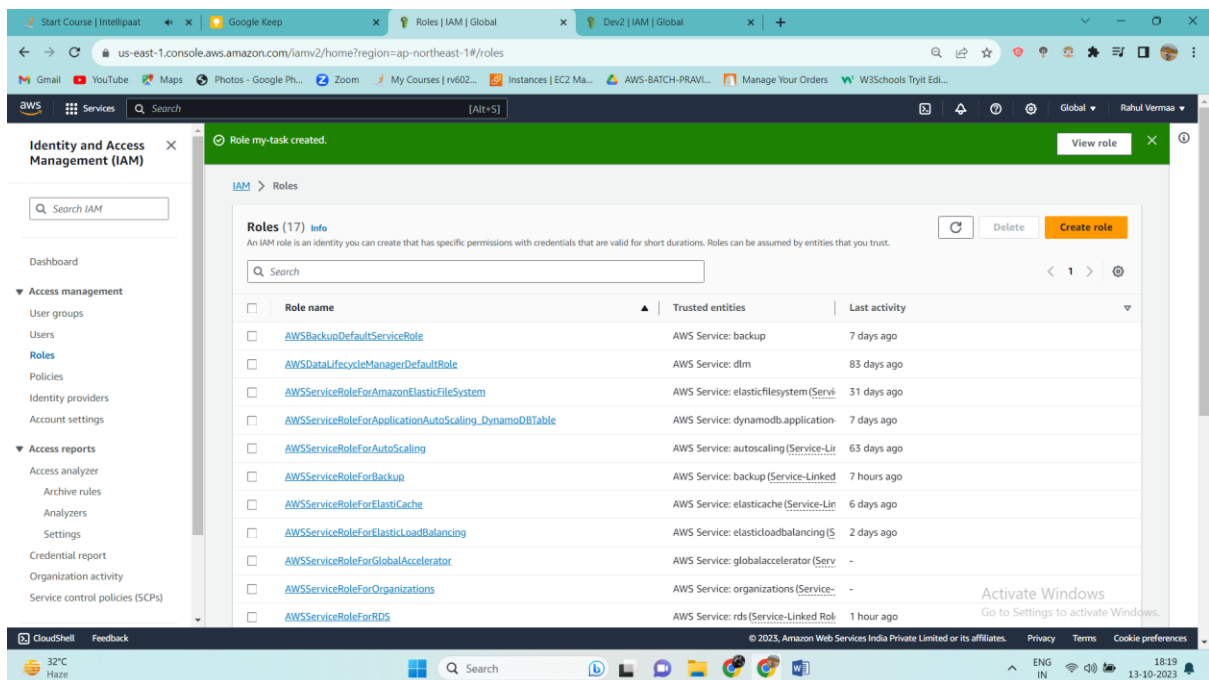 Start Course | Intellipaat
Google Keep
Roles | IAM | Global
Dev2 | IAM | Global
us-east-1.console.aws.amazon.com/iamv2/home?region=ap-northeast-1#/roles
Gmail YouTube Maps Photos - Google Ph... Zoom My Courses | rv602... Instances | EC2 Ma... AWS-BATCH-PRAVI... Manage Your Orders W3Schools Tryit Edi...
aws Services Search [Alt+S] Global Rahul Vermaa
Identity and Access
Management (IAM)
Search IAM
Dashboard
Access management
User groups
Users
Roles
Policies
Identity providers
Account settings
Access reports
Access analyzer
Archive rules
Analyzers
Settings
Credential report
Organization activity
Service control policies (SCPs)
Role my-task created. View role
IAM > Roles
Roles (17) Info
An IAM role is an identity you can create that has specific permissions with credentials that are valid for short durations. Roles can be assumed by entities that you trust.
Delete Create role
Search
1
Role name Trusted entities Last activity
AWSBackupDefaultServiceRole AWS Service: backup 7 days ago
AWSDataLifecycleManagerDefaultRole AWS Service: dlm 83 days ago
AWSServiceRoleForAmazonElasticFileSystem AWS Service: elasticfilesystem (Servi 31 days ago
AWSServiceRoleForApplicationAutoScaling_DynamoDBTable AWS Service: dynamodb.application- 7 days ago
AWSServiceRoleForAutoScaling AWS Service: autoscaling (Service-Lir 63 days ago
AWSServiceRoleForBackup AWS Service: backup (Service-Linked 7 hours ago
AWSServiceRoleForElastiCache AWS Service: elasticache (Service-Lin 6 days ago
AWSServiceRoleForElasticLoadBalancing AWS Service: elasticloadbalancing (S 2 days ago
AWSServiceRoleForGlobalAccelerator AWS Service: globalaccelerator (Serv -
AWSServiceRoleForOrganizations AWS Service: organizations (Service- -
AWSServiceRoleForRDS AWS Service: rds (Service-Linked Role 1 hour ago
Activate Windows
Go to Settings to activate Windows.
CloudShell Feedback © 2023, Amazon Web Services India Private Limited or its affiliates. Privacy Terms Cookie preferences
32°C
Haze
Search
ENG
IN
18:19
13-10-2023